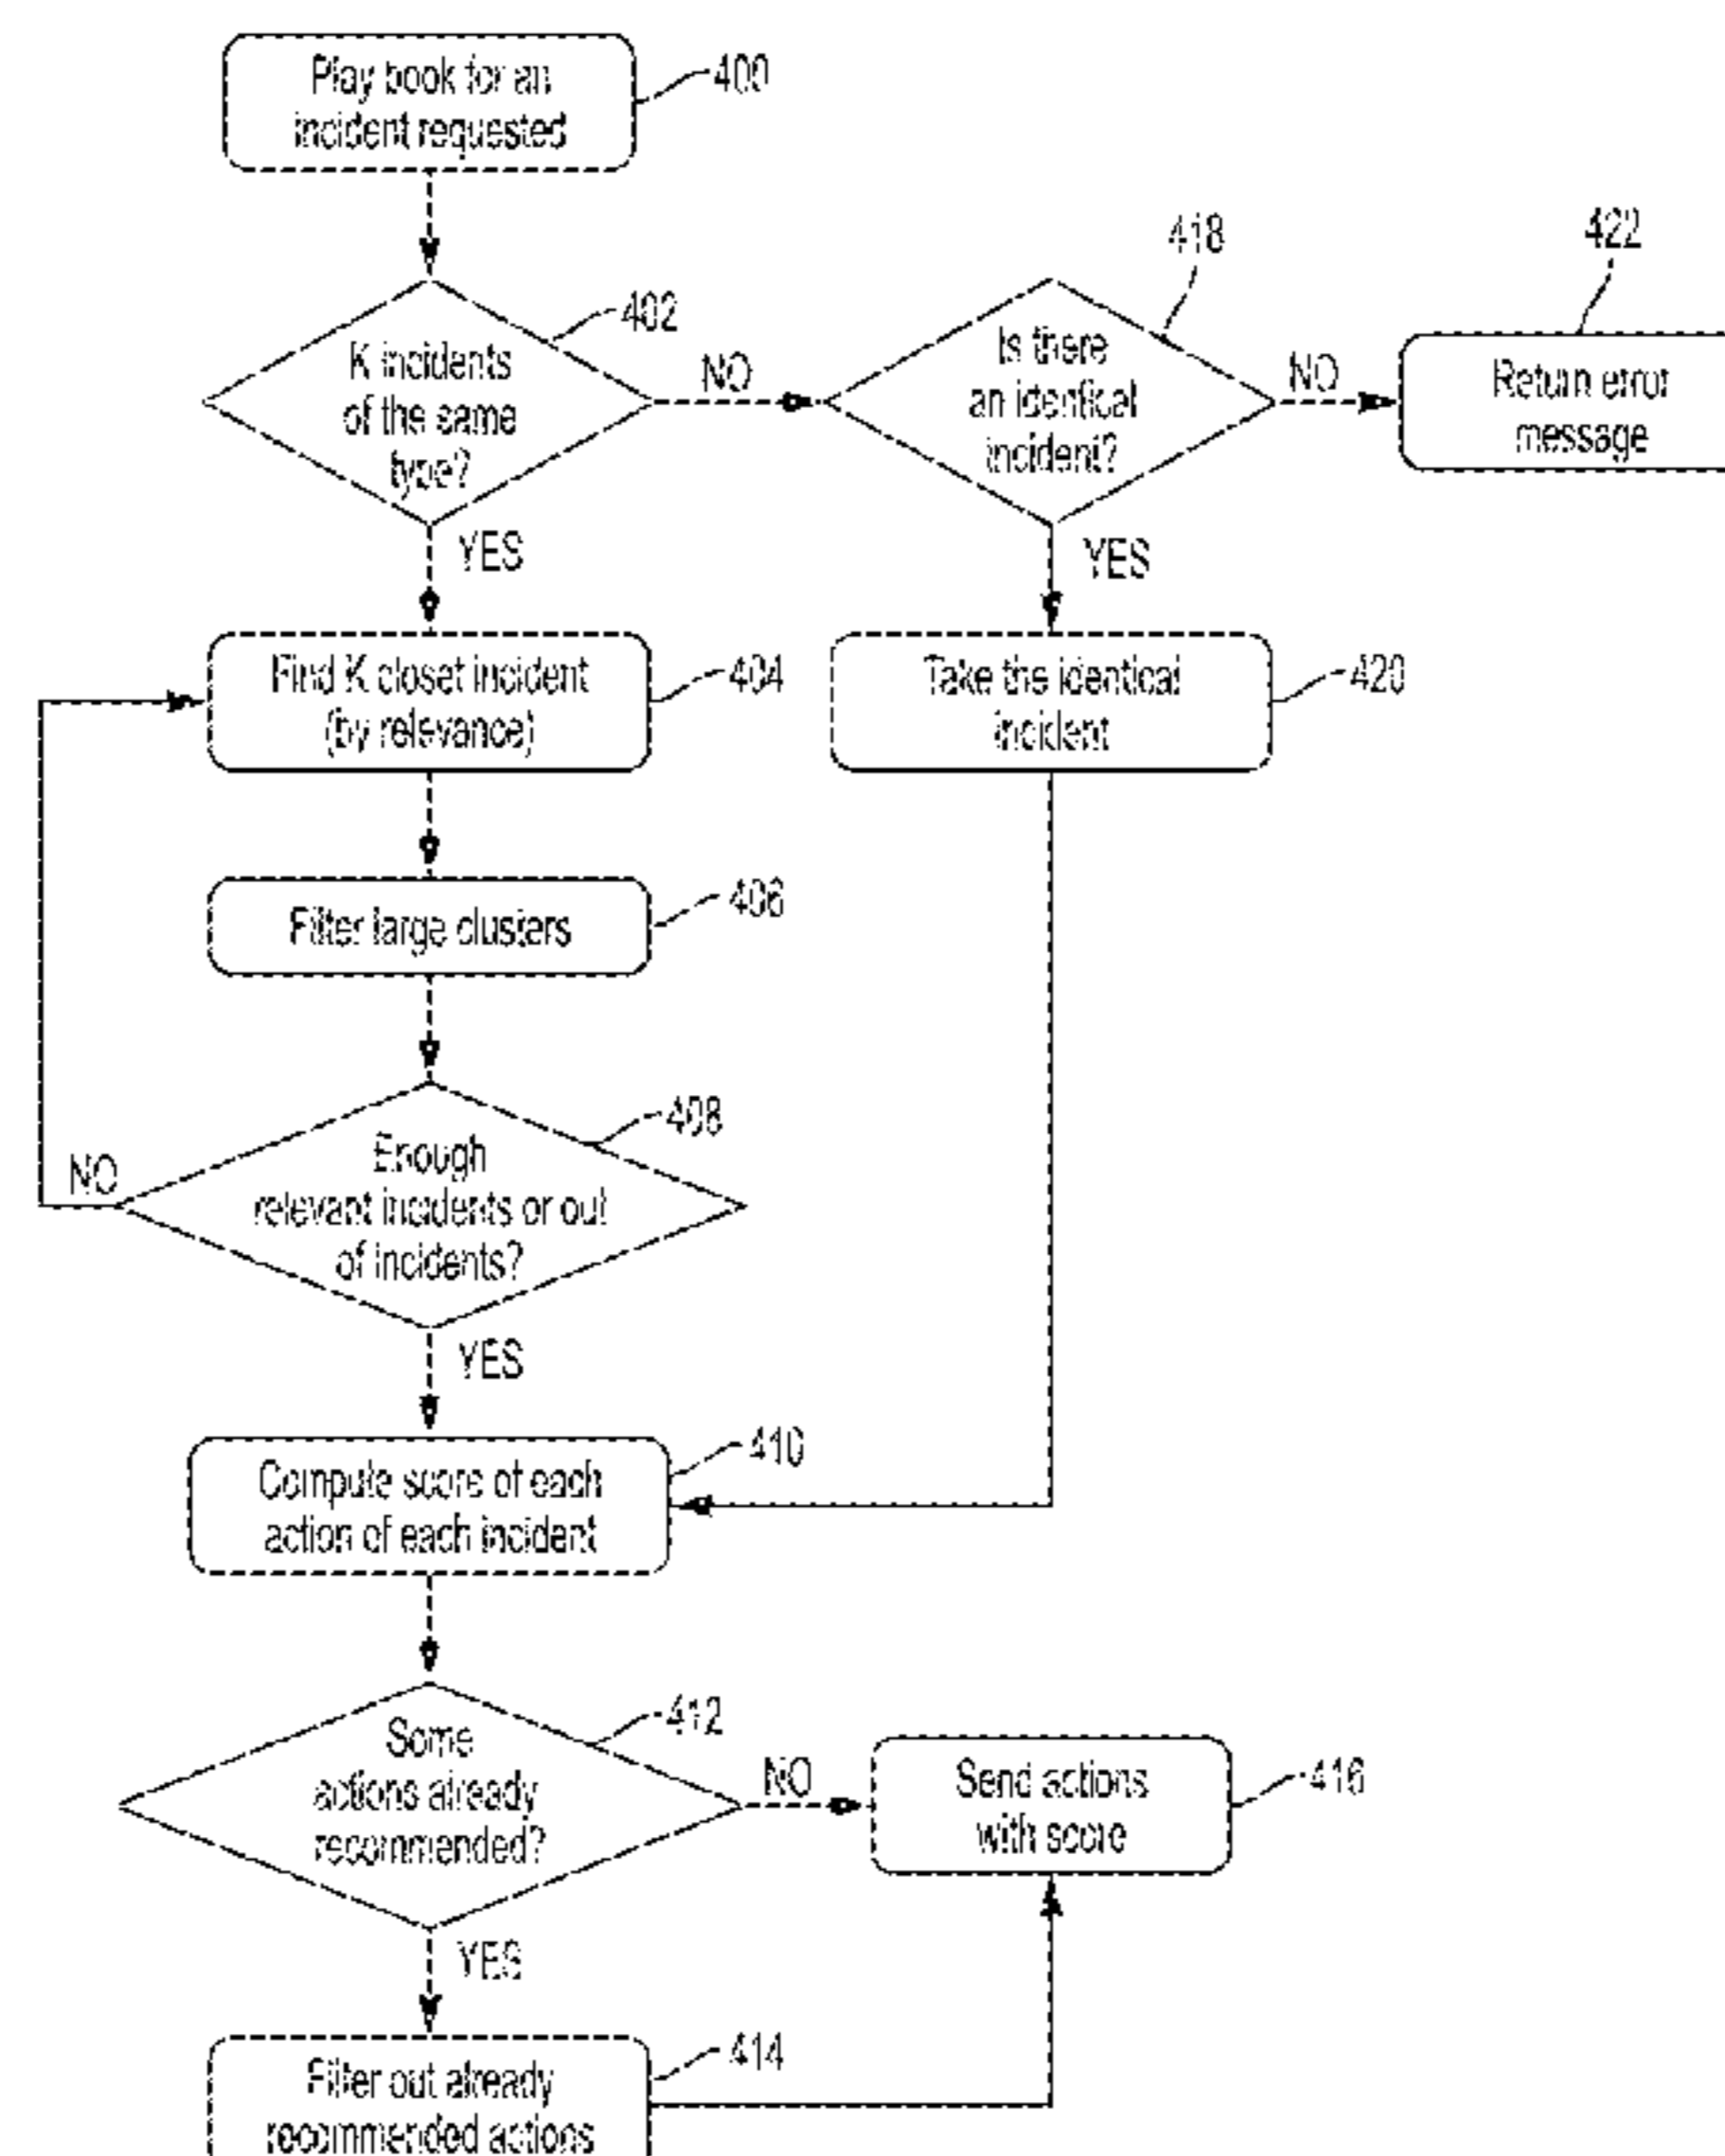 Play book for an
incident requested
400
402
K incidents
of the same
type?
NO
YES
418
Is there
an identical
incident?
NO
YES
422
Return error
message
Find K closet incident
(by relevance)
404
Take the identical
incident
420
Filter large clusters
406
408
Enough
relevant incidents or out
of incidents?
NO
YES
410
Compute score of each
action of each incident
412
Some
actions already
recommended?
NO
YES
Send actions
with score
416
414
Filter out already
recommended actions